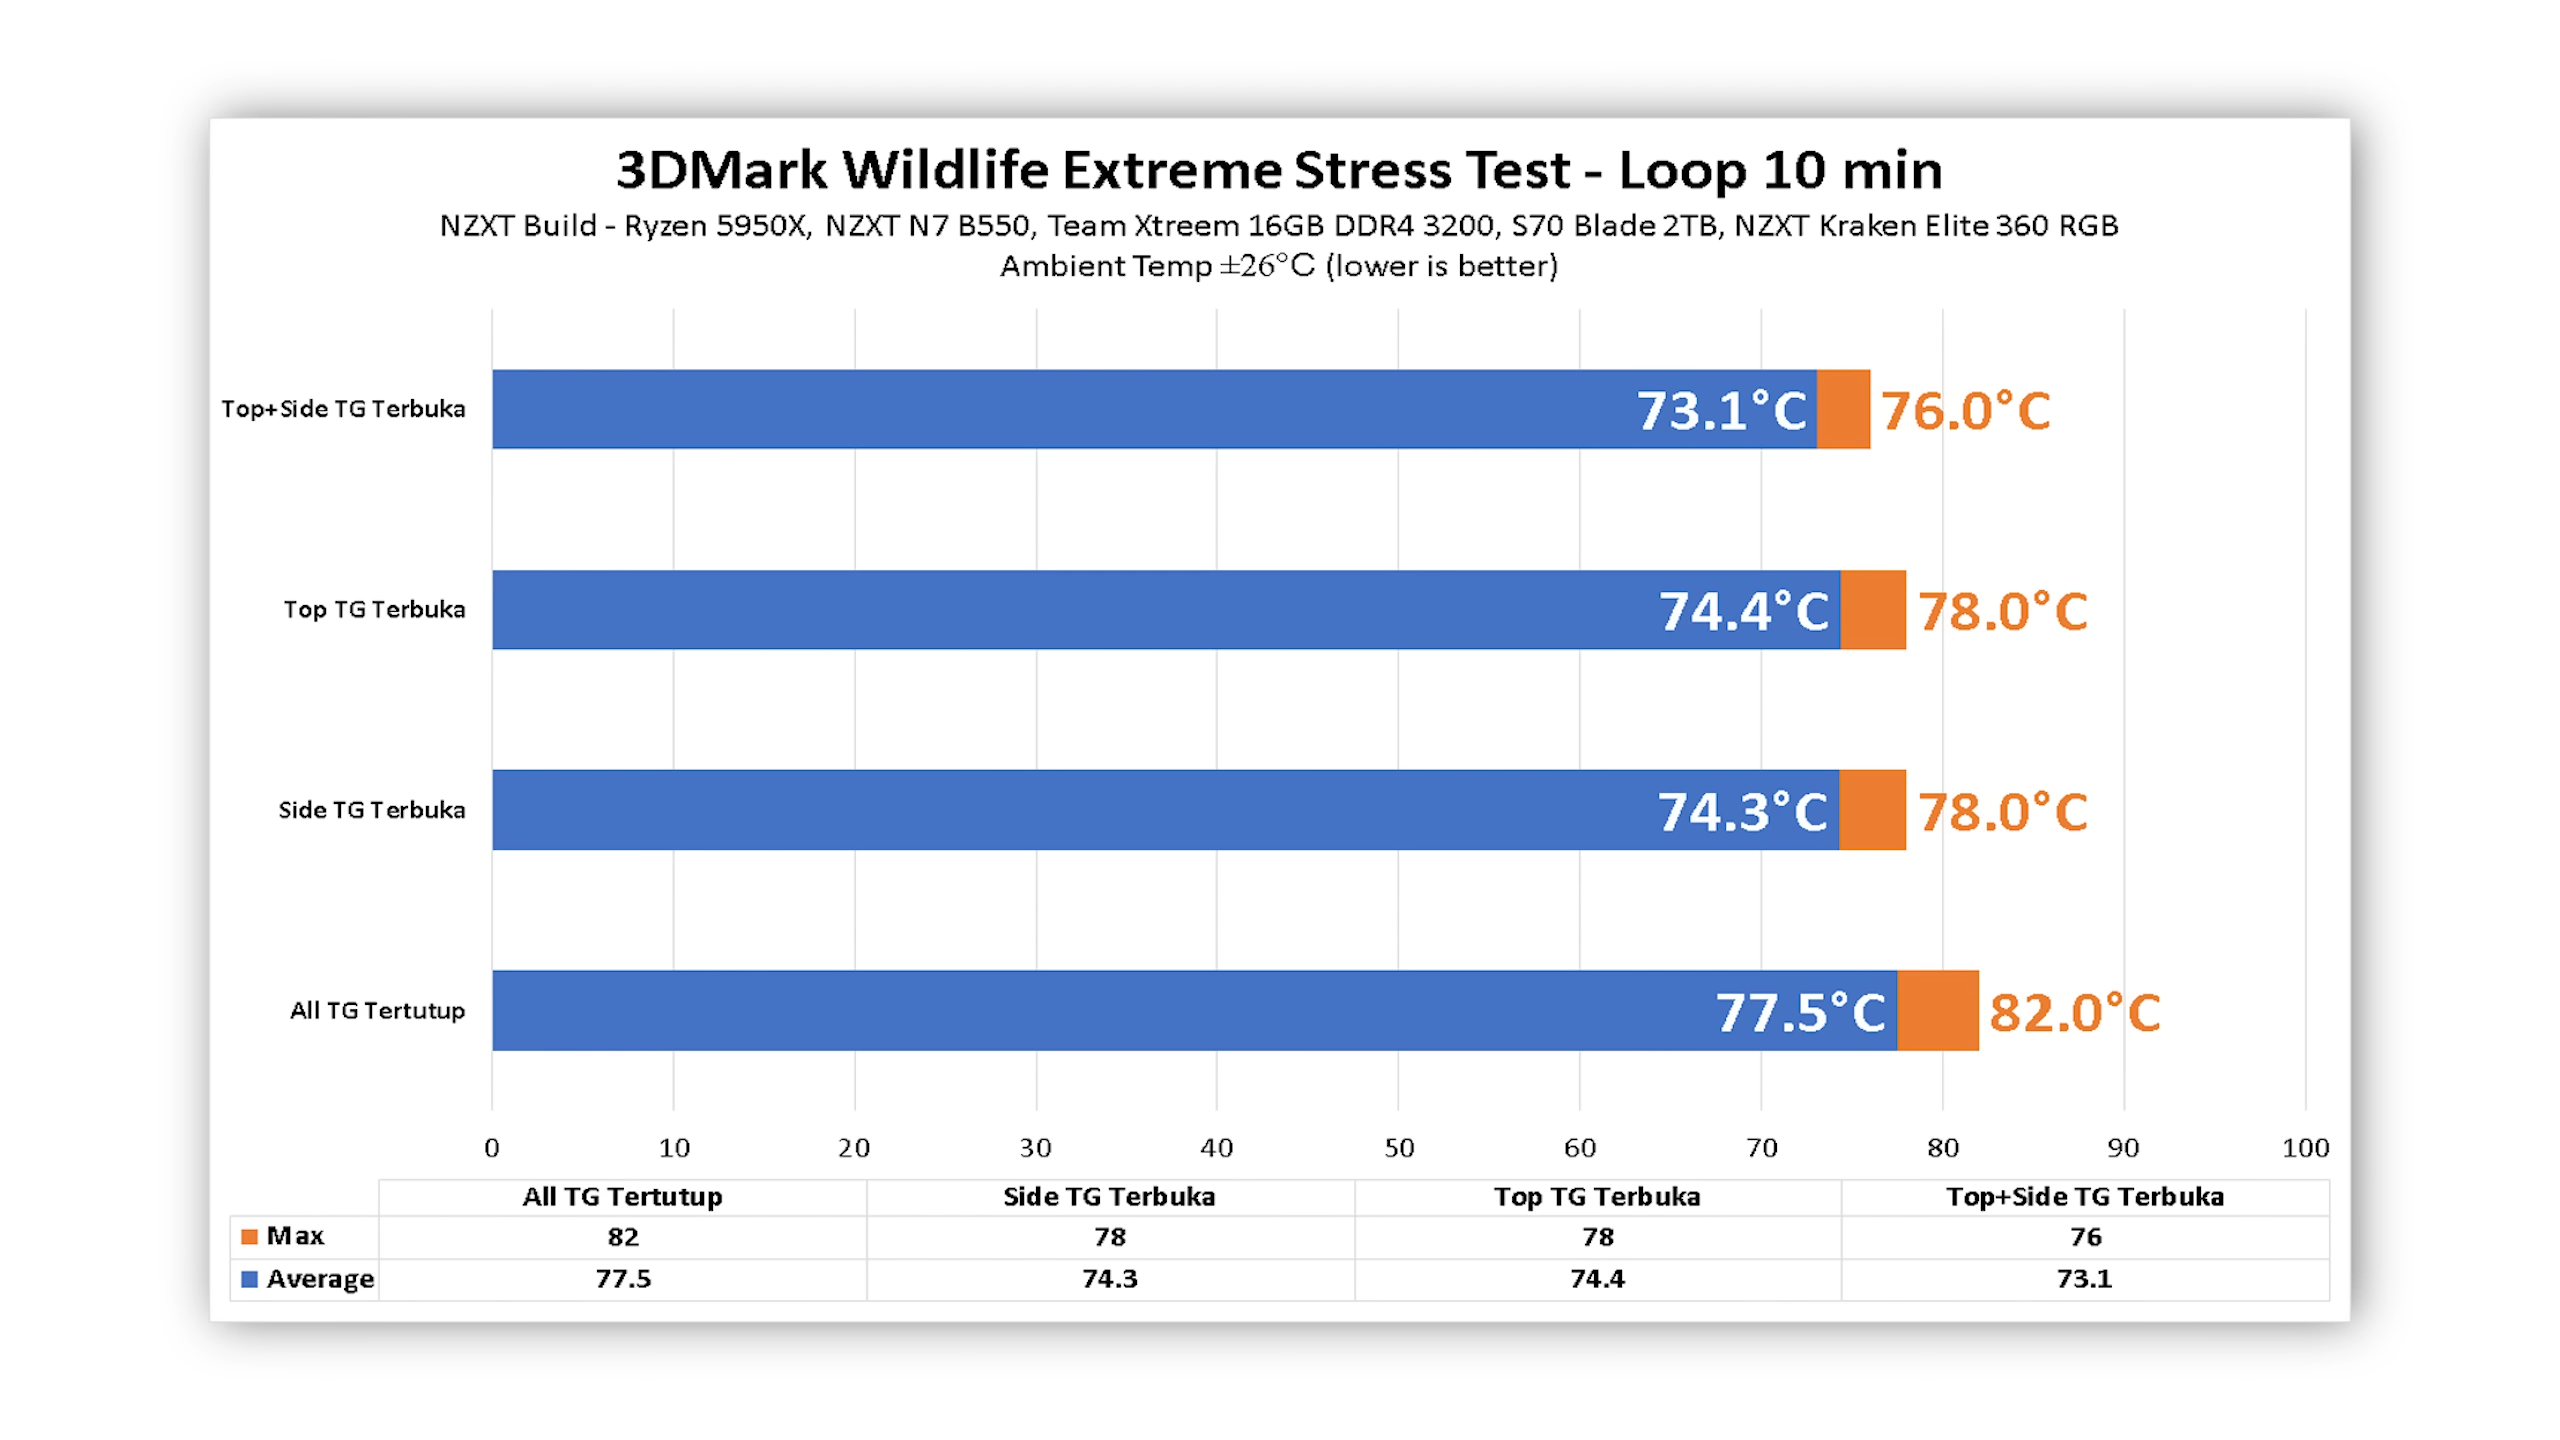 3DMark Wildlife Extreme Stress Test - Loop 10 min
NZXT Build - Ryzen 5950X, NZXT N7 B550, Team Xtreem 16GB DDR4 3200, S70 Blade 2TB, NZXT Kraken Elite 360 RGB
Ambient Temp ±26°C (lower is better)
Top+Side TG Terbuka 73.1°C 76.0°C
Top TG Terbuka 74.4°C 78.0°C
Side TG Terbuka 74.3°C 78.0°C
All TG Tertutup 77.5°C 82.0°C
0 10 20 30 40 50 60 70 80 90 100
All TG Tertutup Side TG Terbuka Top TG Terbuka Top+Side TG Terbuka
Max 82 78 78 76
Average 77.5 74.3 74.4 73.1